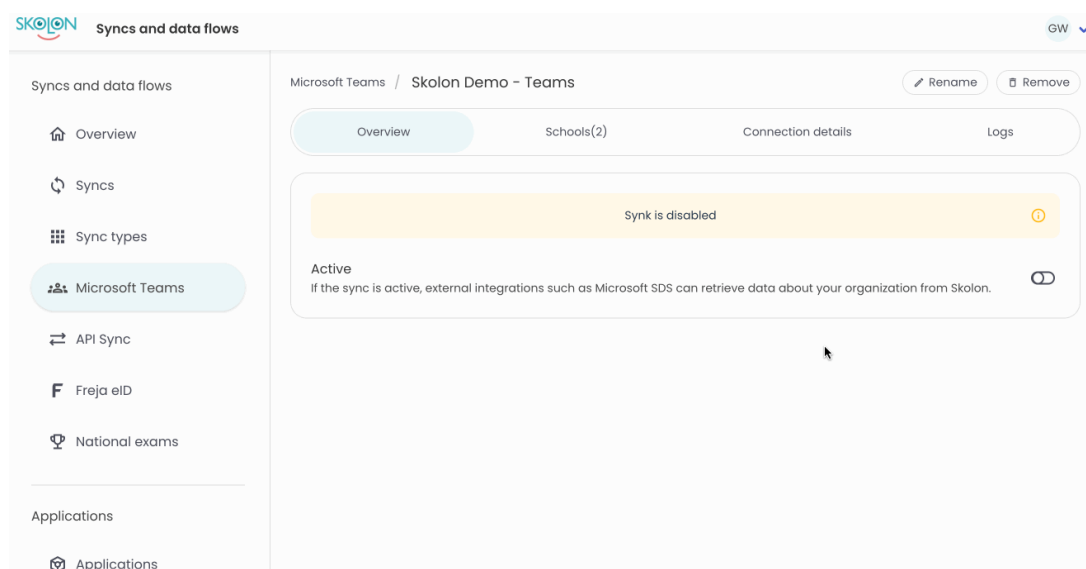 SKOLON
Syncs and data flows
GW
Syncs and data flows
Overview
Syncs
Sync types
Microsoft Teams
API Sync
Freja eID
National exams
Applications
Applications
Microsoft Teams / Skolon Demo - Teams
Rename
Remove
Overview
Schools(2)
Connection details
Logs
Synk is disabled
Active
If the sync is active, external integrations such as Microsoft SDS can retrieve data about your organization from Skolon.